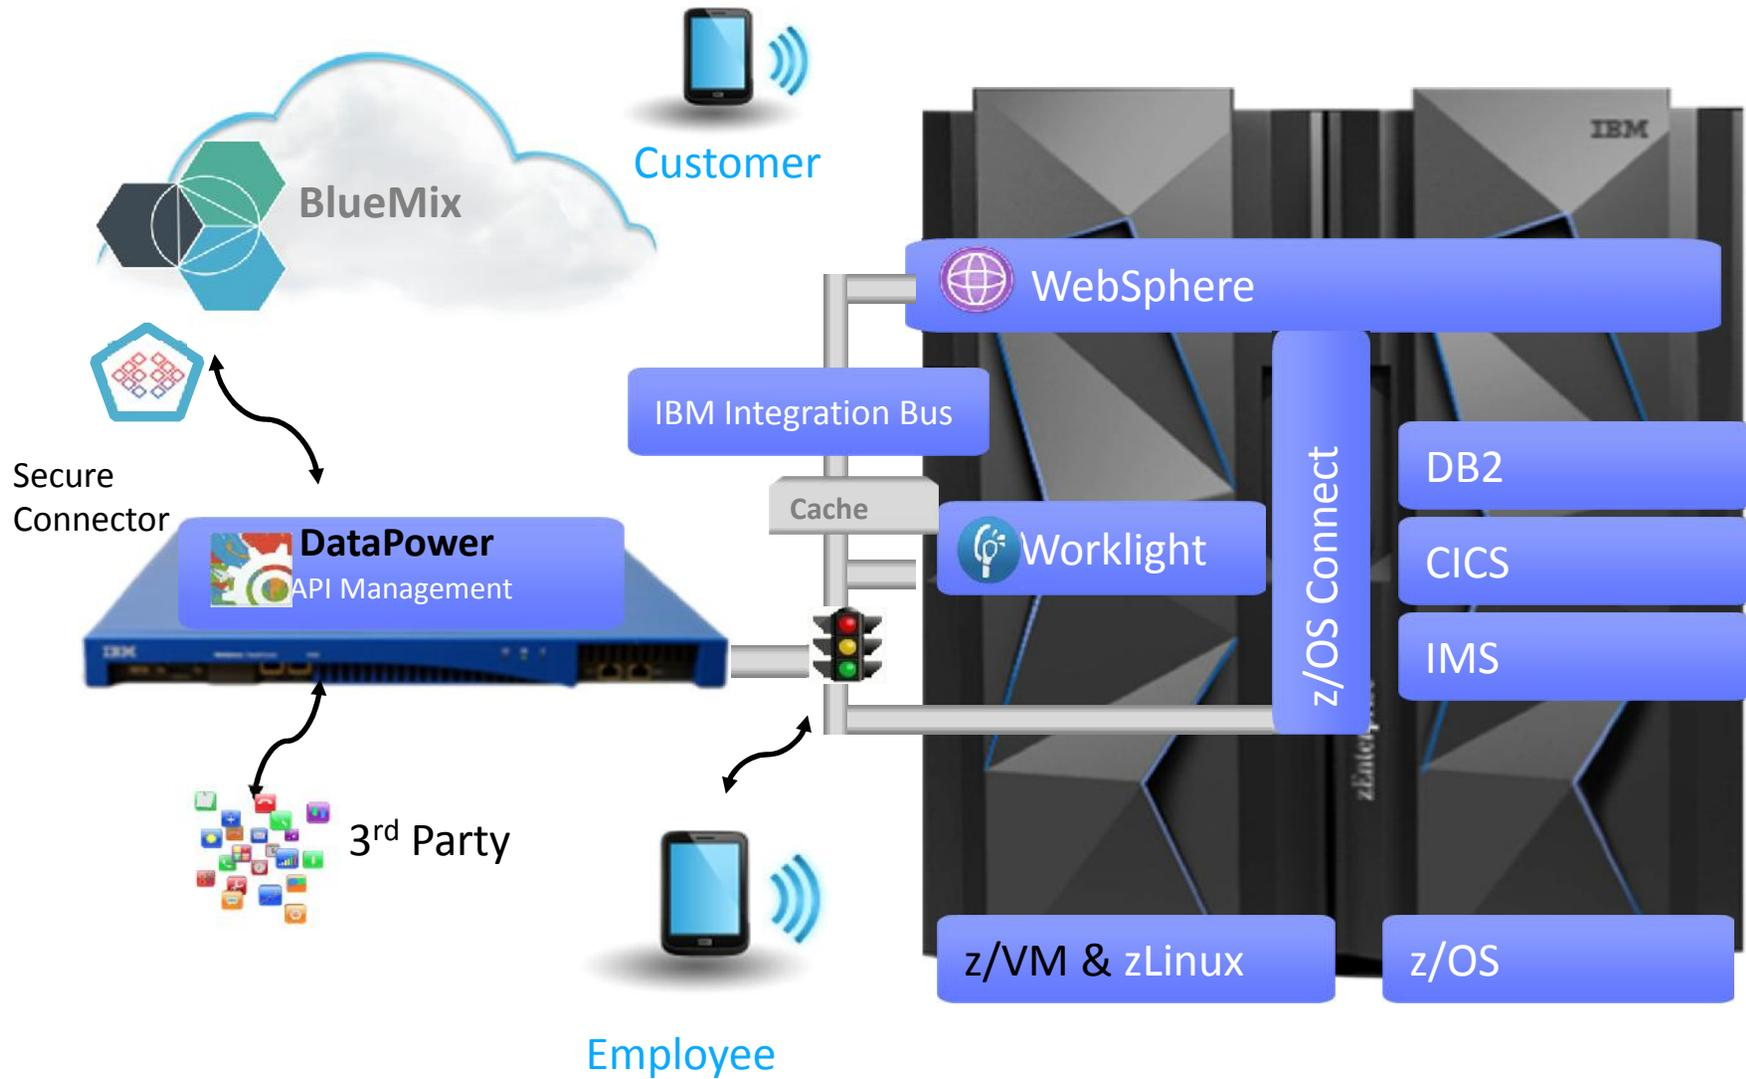 Customer
IBM
BlueMix
WebSphere
IBM Integration Bus
DB2
Secure
Connector
Cache
DataPower
API Management
Worklight
CICS
z/OS Connect
IBM
IMS
3rd Party
z/VM & zLinux
z/OS
Employee